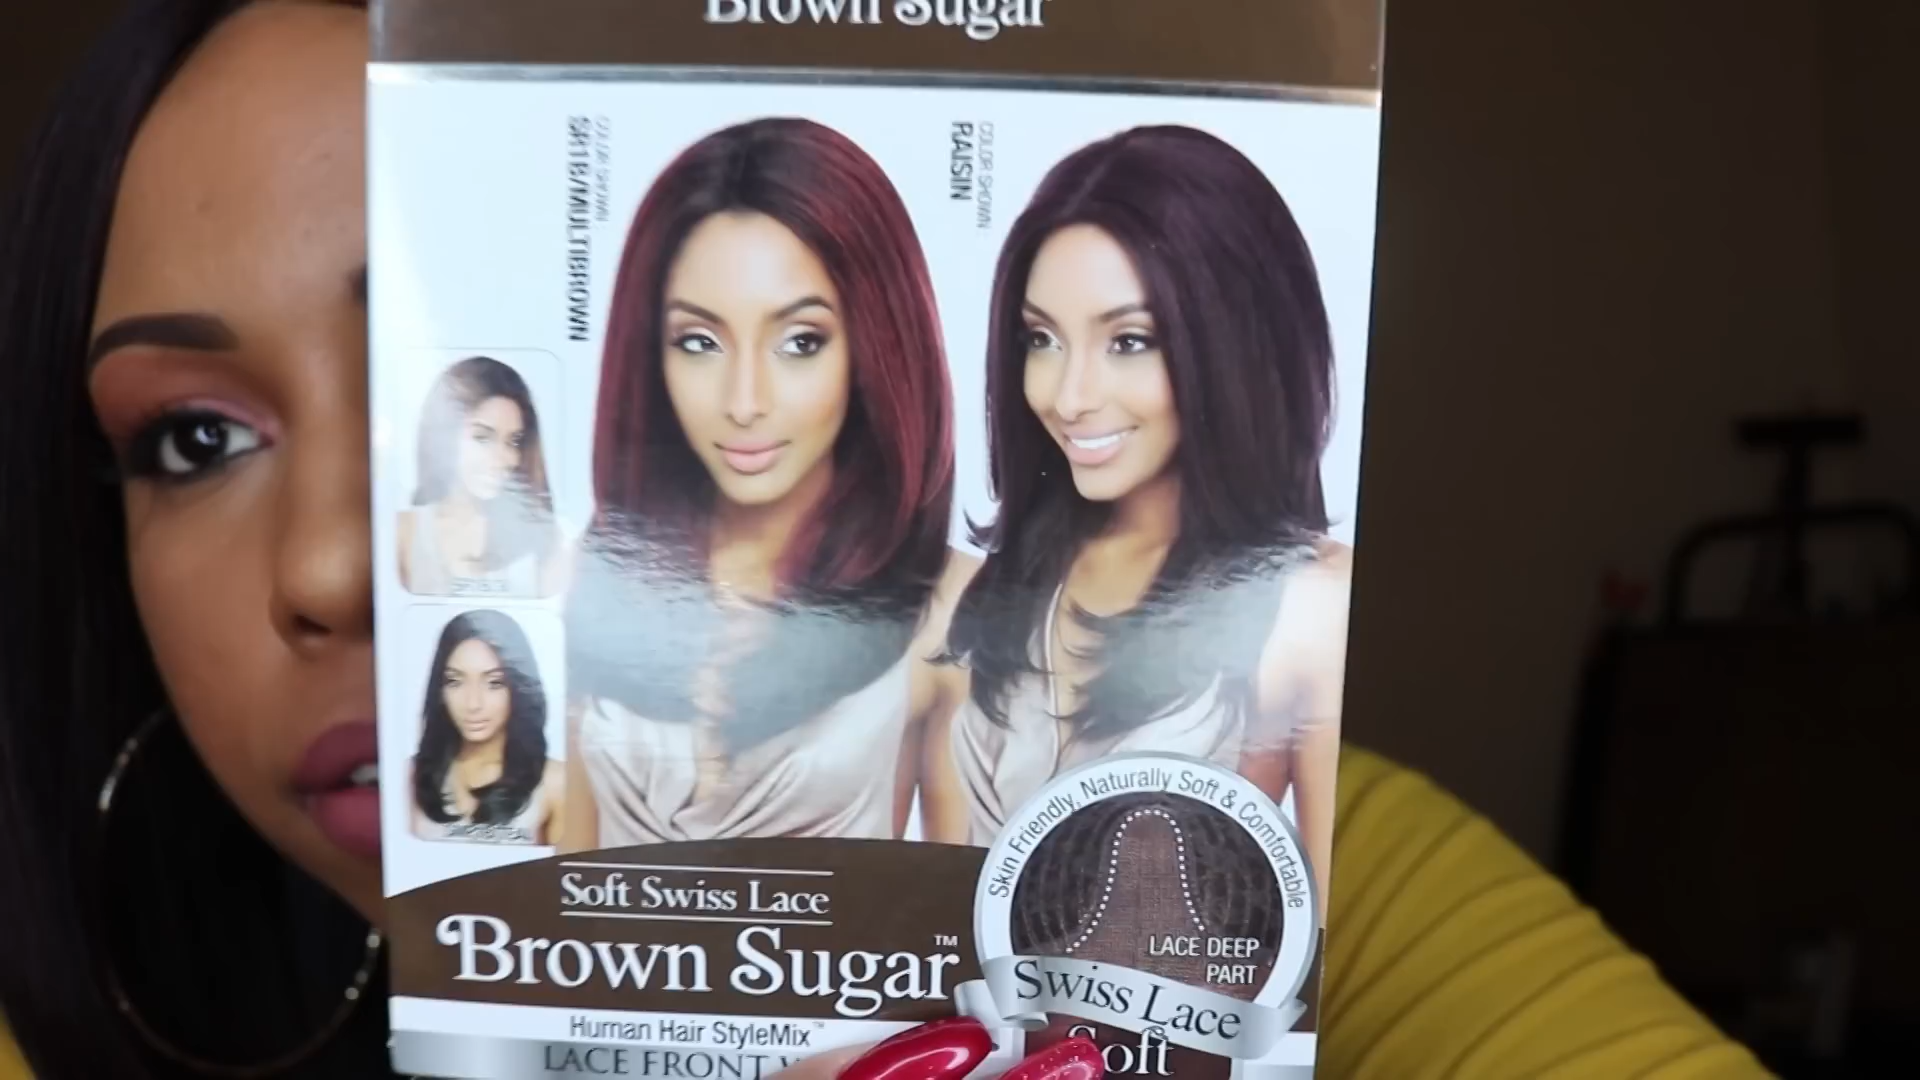 Brown Sugar
COLOR SHOWN :
SR1B/MULTIBROWN
COLOR SHOWN :
RAISIN
Skin Friendly, Naturally Soft & Comfortable
LACE DEEP
PART
Swiss Lace
Soft
Soft Swiss Lace
Brown Sugar™
Human Hair StyleMix™
LACE FRONT